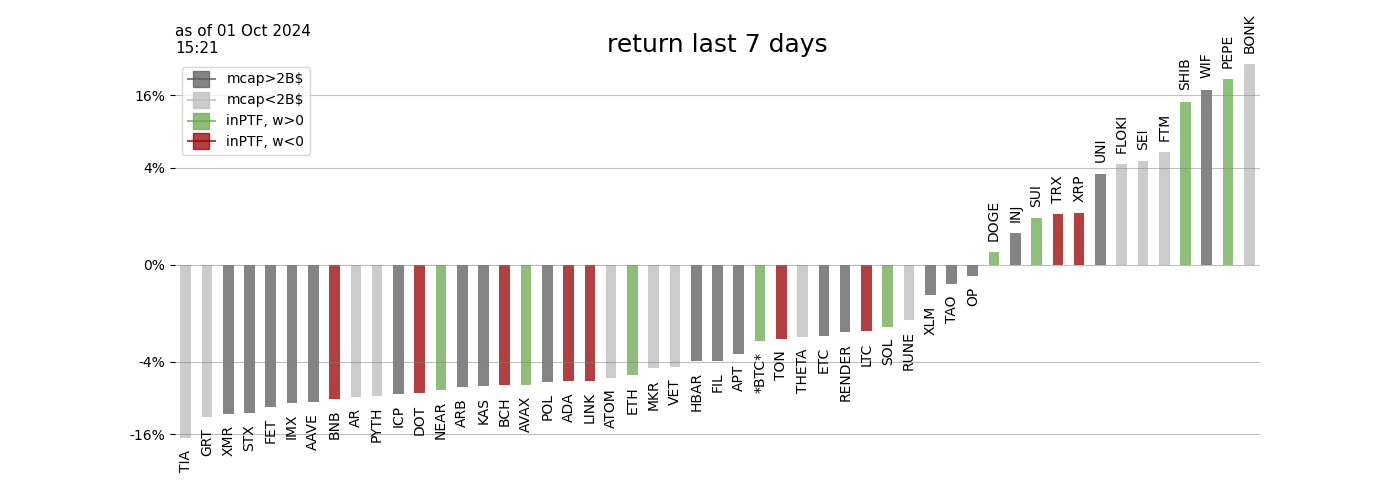 as of 01 Oct 2024
15:21
return last 7 days
mcap>2B$
mcap<2B$
inPTF, w>0
inPTF, w<0
16%
4%
0%
-4%
-16%
TIA
GRT
XMR
STX
FET
IMX
AAVE
BNB
AR
PYTH
ICP
DOT
NEAR
ARB
KAS
BCH
AVAX
POL
ADA
LINK
ATOM
ETH
MKR
VET
HBAR
FIL
APT
*BTC*
TON
THETA
ETC
RENDER
LTC
SOL
RUNE
XLM
TAO
OP
DOGE
INJ
SUI
TRX
XRP
UNI
FLOKI
SEI
FTM
SHIB
WIF
PEPE
BONK